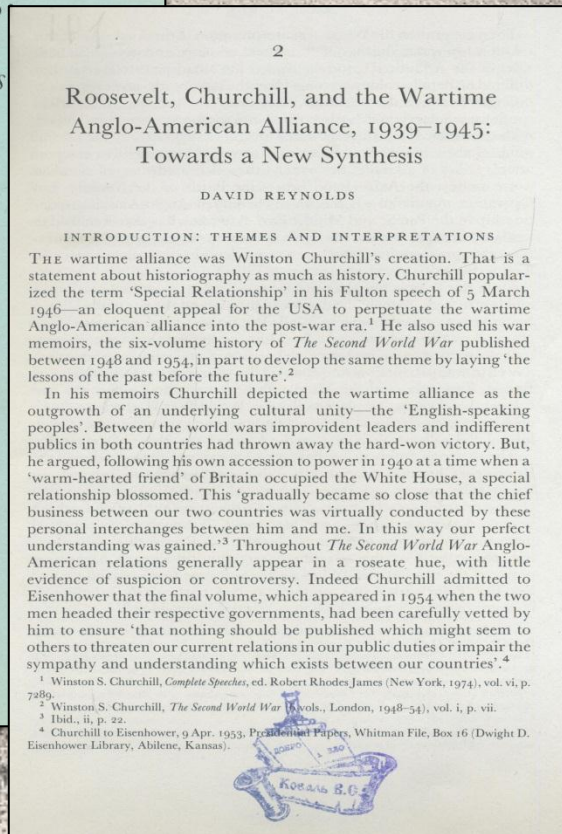 s
2
Roosevelt, Churchill, and the Wartime
Anglo-American Alliance, 1939–1945:
Towards a New Synthesis
DAVID REYNOLDS
INTRODUCTION: THEMES AND INTERPRETATIONS
THE wartime alliance was Winston Churchill's creation. That is a
statement about historiography as much as history. Churchill popular-
ized the term 'Special Relationship' in his Fulton speech of 5 March
1946—an eloquent appeal for the USA to perpetuate the wartime
Anglo-American alliance into the post-war era.¹ He also used his war
memoirs, the six-volume history of The Second World War published
between 1948 and 1954, in part to develop the same theme by laying 'the
lessons of the past before the future'.²
In his memoirs Churchill depicted the wartime alliance as the
outgrowth of an underlying cultural unity—the 'English-speaking
peoples'. Between the world wars improvident leaders and indifferent
publics in both countries had thrown away the hard-won victory. But,
he argued, following his own accession to power in 1940 at a time when a
'warm-hearted friend' of Britain occupied the White House, a special
relationship blossomed. This 'gradually became so close that the chief
business between our two countries was virtually conducted by these
personal interchanges between him and me. In this way our perfect
understanding was gained.'³ Throughout The Second World War Anglo-
American relations generally appear in a roseate hue, with little
evidence of suspicion or controversy. Indeed Churchill admitted to
Eisenhower that the final volume, which appeared in 1954 when the two
men headed their respective governments, had been carefully vetted by
him to ensure 'that nothing should be published which might seem to
others to threaten our current relations in our public duties or impair the
sympathy and understanding which exists between our countries'.⁴
¹ Winston S. Churchill, Complete Speeches, ed. Robert Rhodes James (New York, 1974), vol. vi, p.
7289.
² Winston S. Churchill, The Second World War (6 vols., London, 1948–54), vol. i, p. vii.
³ Ibid., ii, p. 22.
⁴ Churchill to Eisenhower, 9 Apr. 1953, Presidential Papers, Whitman File, Box 16 (Dwight D.
Eisenhower Library, Abilene, Kansas).
ДОБРО І ЗЛО
Коваль В.О.